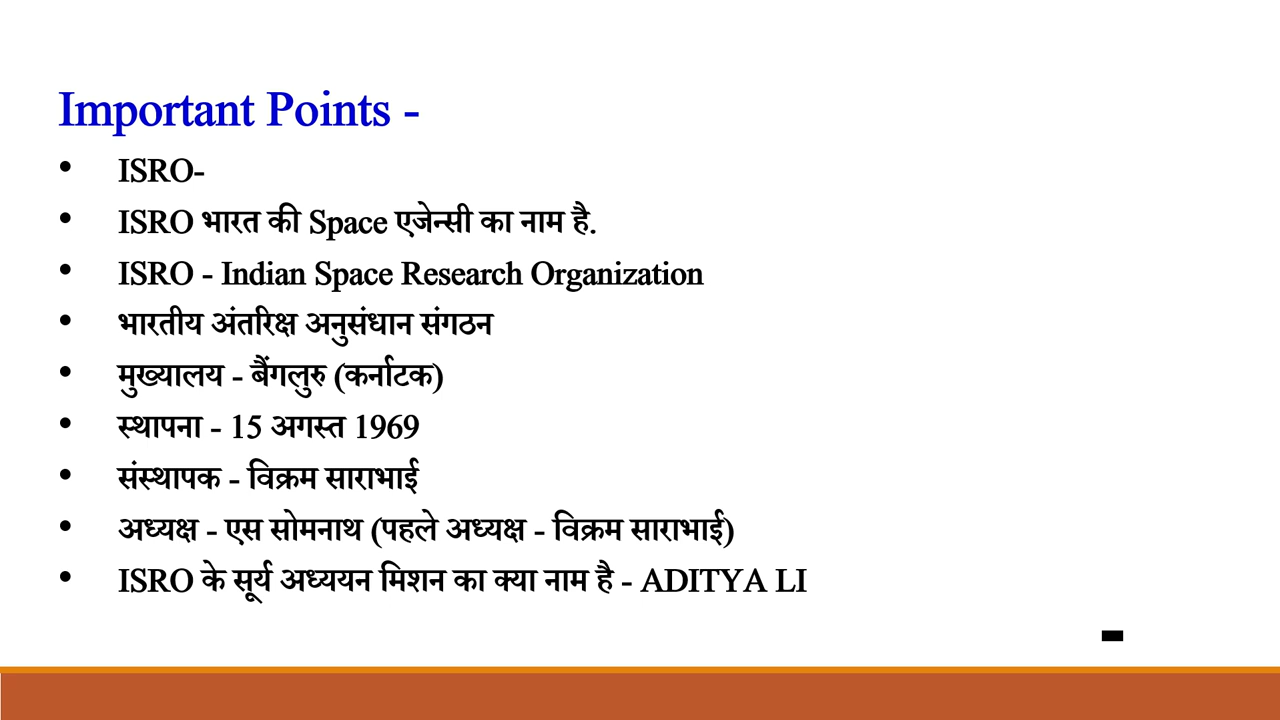 Important Points -
• ISRO-
• ISRO भारत की Space एजेन्सी का नाम है.
• ISRO - Indian Space Research Organization
• भारतीय अंतरिक्ष अनुसंधान संगठन
• मुख्यालय - बैंगलुरु (कर्नाटक)
• स्थापना - 15 अगस्त 1969
• संस्थापक - विक्रम साराभाई
• अध्यक्ष - एस सोमनाथ (पहले अध्यक्ष - विक्रम साराभाई)
• ISRO के सूर्य अध्ययन मिशन का क्या नाम है - ADITYA LI